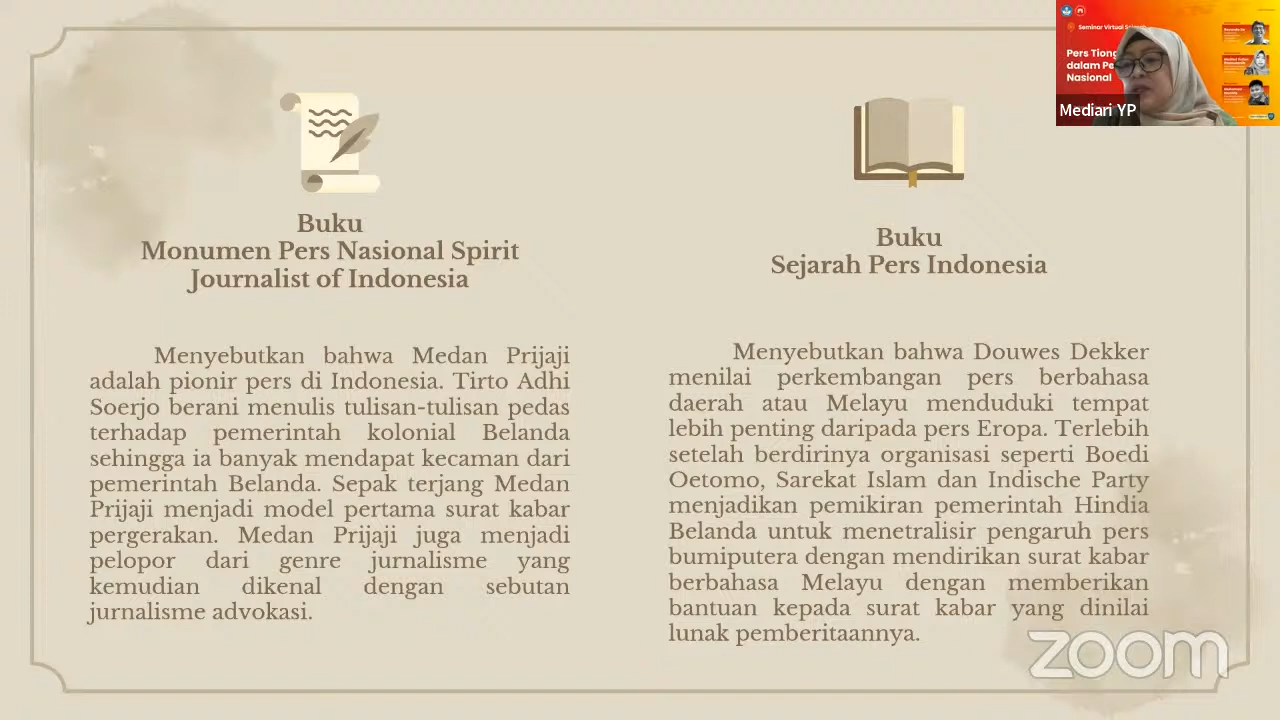 Buku
Monumen Pers Nasional Spirit
Journalist of Indonesia
Menyebutkan bahwa Medan Prijaji
adalah pionir pers di Indonesia. Tirto Adhi
Soerjo berani menulis tulisan-tulisan pedas
terhadap pemerintah kolonial Belanda
sehingga ia banyak mendapat kecaman dari
pemerintah Belanda. Sepak terjang Medan
Prijaji menjadi model pertama surat kabar
pergerakan. Medan Prijaji juga menjadi
pelopor dari genre jurnalisme yang
kemudian dikenal dengan sebutan
jurnalisme advokasi.
Buku
Sejarah Pers Indonesia
Menyebutkan bahwa Douwes Dekker
menilai perkembangan pers berbahasa
daerah atau Melayu menduduki tempat
lebih penting daripada pers Eropa. Terlebih
setelah berdirinya organisasi seperti Boedi
Oetomo, Sarekat Islam dan Indische Party
menjadikan pemikiran pemerintah Hindia
Belanda untuk menetralisir pengaruh pers
bumiputera dengan mendirikan surat kabar
berbahasa Melayu dengan memberikan
bantuan kepada surat kabar yang dinilai
lunak pemberitaannya.
Seminar Virtual
Pers
dalam
Nasional
Mediari YP
zoom